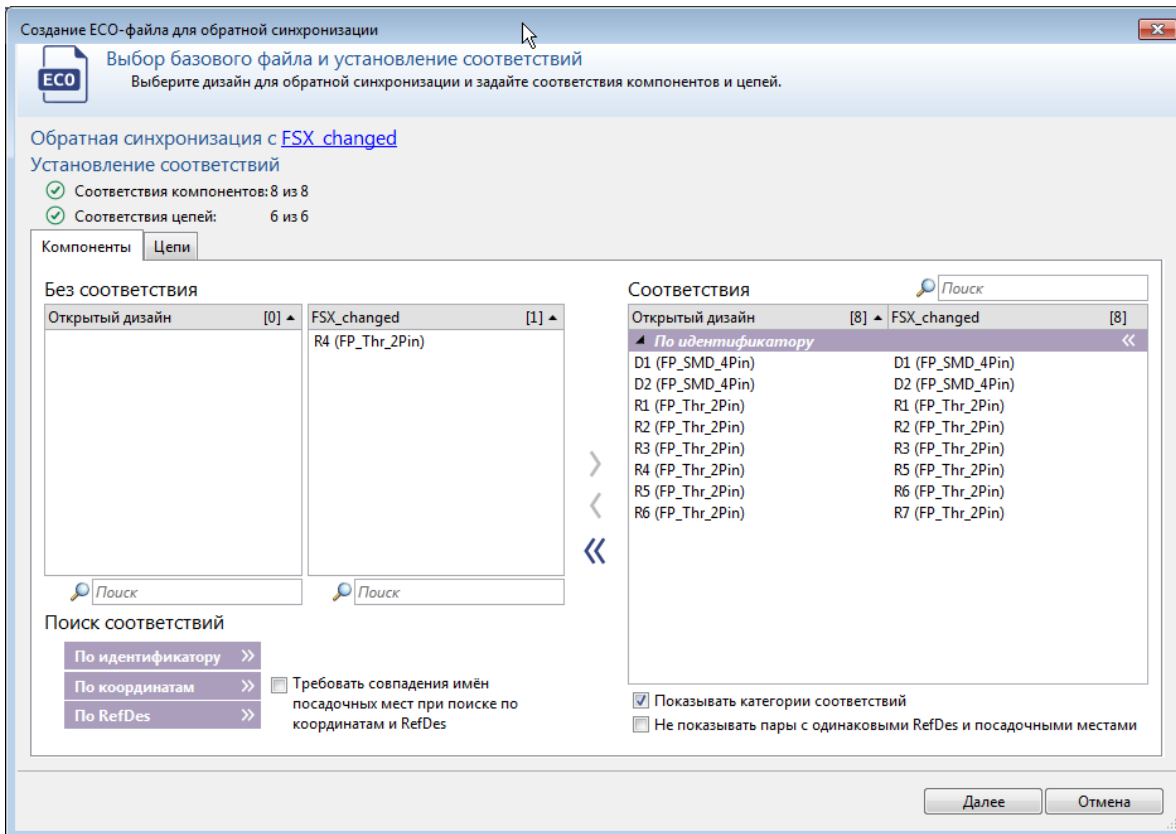 Создание ECO-файла для обратной синхронизации
ECO
Выбор базового файла и установление соответствий
Выберите дизайн для обратной синхронизации и задайте соответствия компонентов и цепей.
Обратная синхронизация с FSX_changed
Установление соответствий
Соответствия компонентов: 8 из 8
Соответствия цепей: 6 из 6
Компоненты Цепи
Без соответствия
Открытый дизайн [0] FSX_changed [1]
R4 (FP_Thr_2Pin)
Поиск Поиск
Соответствия Поиск
Открытый дизайн [8] FSX_changed [8]
По идентификатору
D1 (FP_SMD_4Pin) D1 (FP_SMD_4Pin)
D2 (FP_SMD_4Pin) D2 (FP_SMD_4Pin)
R1 (FP_Thr_2Pin) R1 (FP_Thr_2Pin)
R2 (FP_Thr_2Pin) R2 (FP_Thr_2Pin)
R3 (FP_Thr_2Pin) R3 (FP_Thr_2Pin)
R4 (FP_Thr_2Pin) R5 (FP_Thr_2Pin)
R5 (FP_Thr_2Pin) R6 (FP_Thr_2Pin)
R6 (FP_Thr_2Pin) R7 (FP_Thr_2Pin)
Поиск соответствий
По идентификатору
По координатам
По RefDes
Требовать совпадения имён
посадочных мест при поиске по
координатам и RefDes
Показывать категории соответствий
Не показывать пары с одинаковыми RefDes и посадочными местами
Далее Отмена